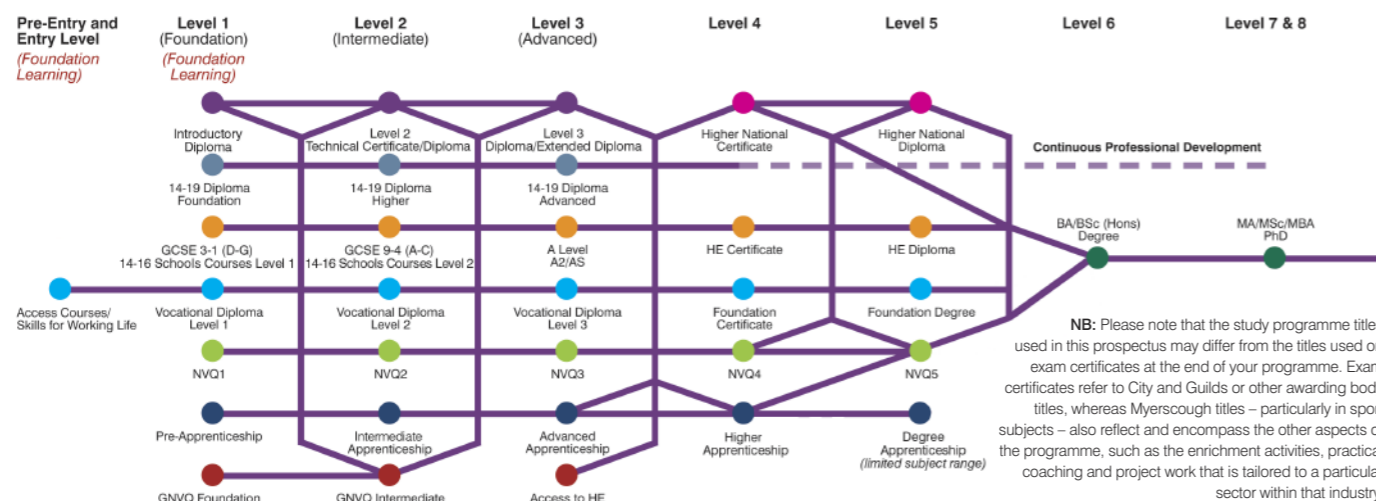 Pre-Entry and
Entry Level
(Foundation
Learning)
Level 1
(Foundation)
(Foundation
Learning)
Level 2
(Intermediate)
Level 3
(Advanced)
Level 4
Level 5
Level 6
Level 7 & 8
Introductory
Diploma
Level 2
Technical Certificate/Diploma
Level 3
Diploma/Extended Diploma
Higher National
Certificate
Higher National
Diploma
Continuous Professional Development
14-19 Diploma
Foundation
14-19 Diploma
Higher
14-19 Diploma
Advanced
GCSE 3-1 (D-G)
14-16 Schools Courses Level 1
GCSE 9-4 (A-C)
14-16 Schools Courses Level 2
A Level
A2/AS
HE Certificate
HE Diploma
BA/BSc (Hons)
Degree
MA/MSc/MBA
PhD
Access Courses/
Skills for Working Life
Vocational Diploma
Level 1
Vocational Diploma
Level 2
Vocational Diploma
Level 3
Foundation
Certificate
Foundation Degree
NVQ1
NVQ2
NVQ3
NVQ4
NVQ5
Pre-Apprenticeship
Intermediate
Apprenticeship
Advanced
Apprenticeship
Higher
Apprenticeship
Degree
Apprenticeship
(limited subject range)
GNVQ Foundation
GNVQ Intermediate
Access to HE
NB: Please note that the study programme title
used in this prospectus may differ from the titles used
exam certificates at the end of your programme. Exam
certificates refer to City and Guilds or other awarding
titles, whereas Myerscough titles – particularly in
subjects – also reflect and encompass the other aspects
the programme, such as the enrichment activities,
coaching and project work that is tailored to a particular
sector within that industry